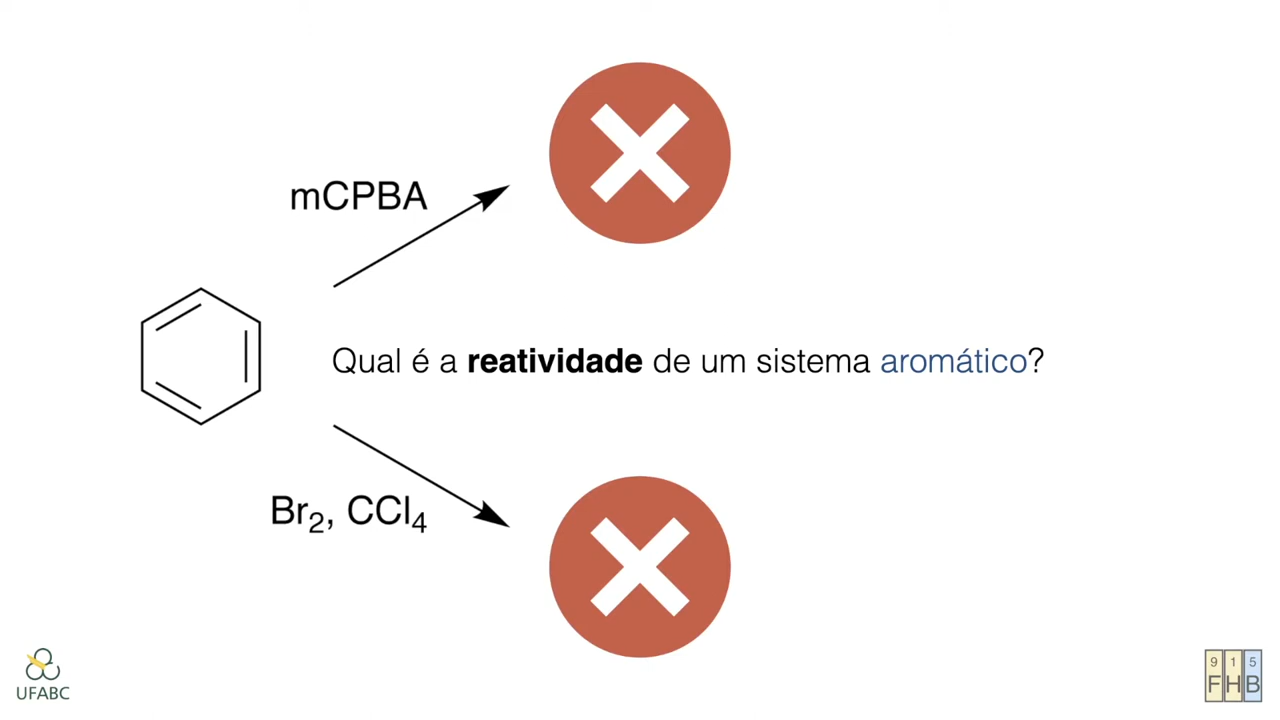 mCPBA
Qual é a reatividade de um sistema aromático?
Br₂, CCl₄
UFABC
9 1 5
F H B